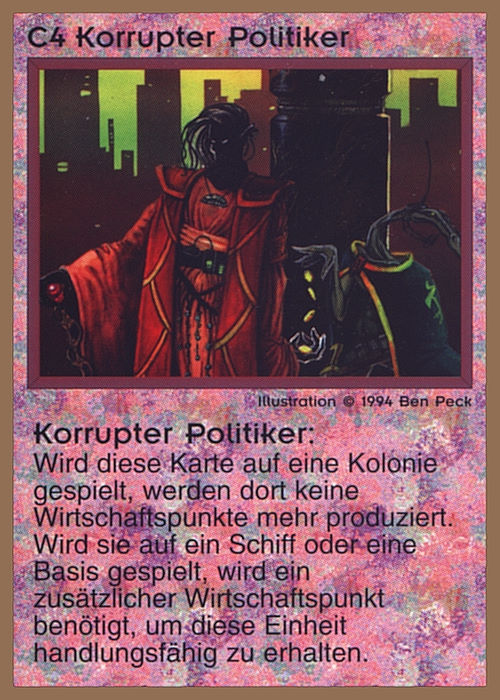 C4 Korrupter Politiker
Illustration © 1994 Ben Peck
Korrupter Politiker:
Wird diese Karte auf eine Kolonie
gespielt, werden dort keine
Wirtschaftspunkte mehr produziert.
Wird sie auf ein Schiff oder eine
Basis gespielt, wird ein
zusätzlicher Wirtschaftspunkt
benötigt, um diese Einheit
handlungsfähig zu erhalten.